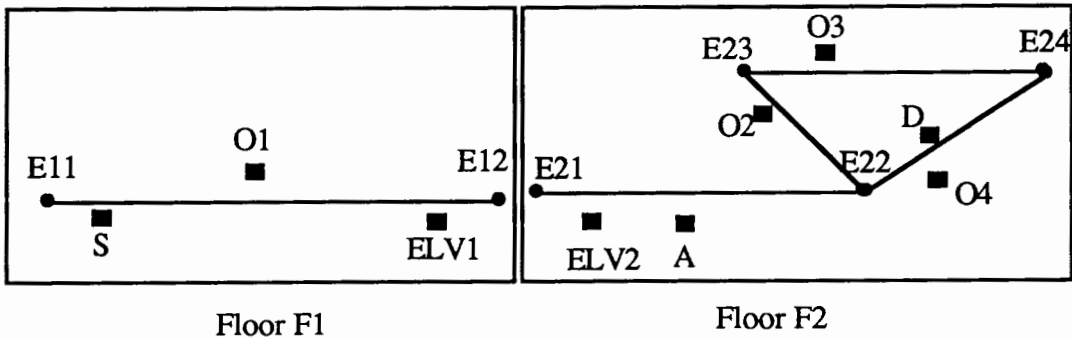 O1
E11
E12
S
ELV1
Floor F1
O3
E23
E24
O2
D
E21
E22
O4
ELV2
A
Floor F2